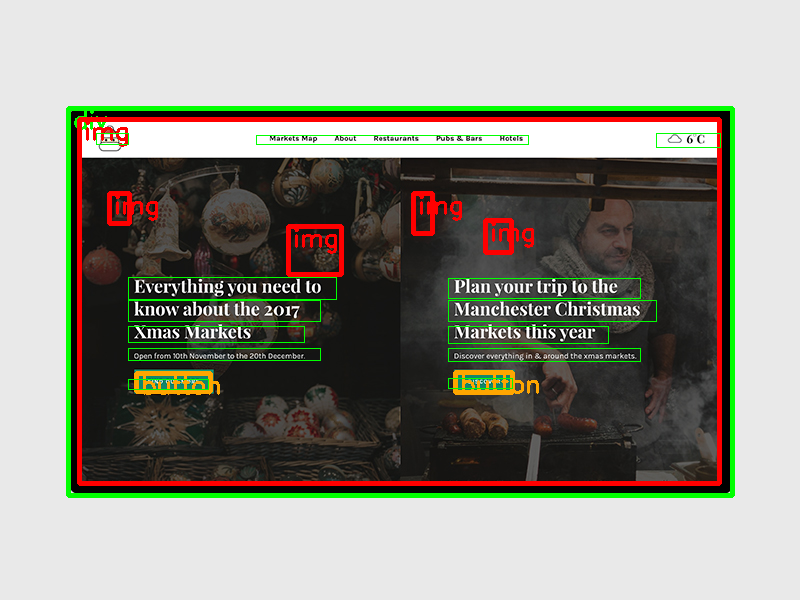 div
img
Markets Map About Restaurants Pubs & Bars Hotels 6°C
img
img
img
img
Everything you need to
know about the 2017
Xmas Markets
Open from 10th November to the 20th December.
button
Plan your trip to the
Manchester Christmas
Markets this year
Discover everything in & around the xmas markets.
button